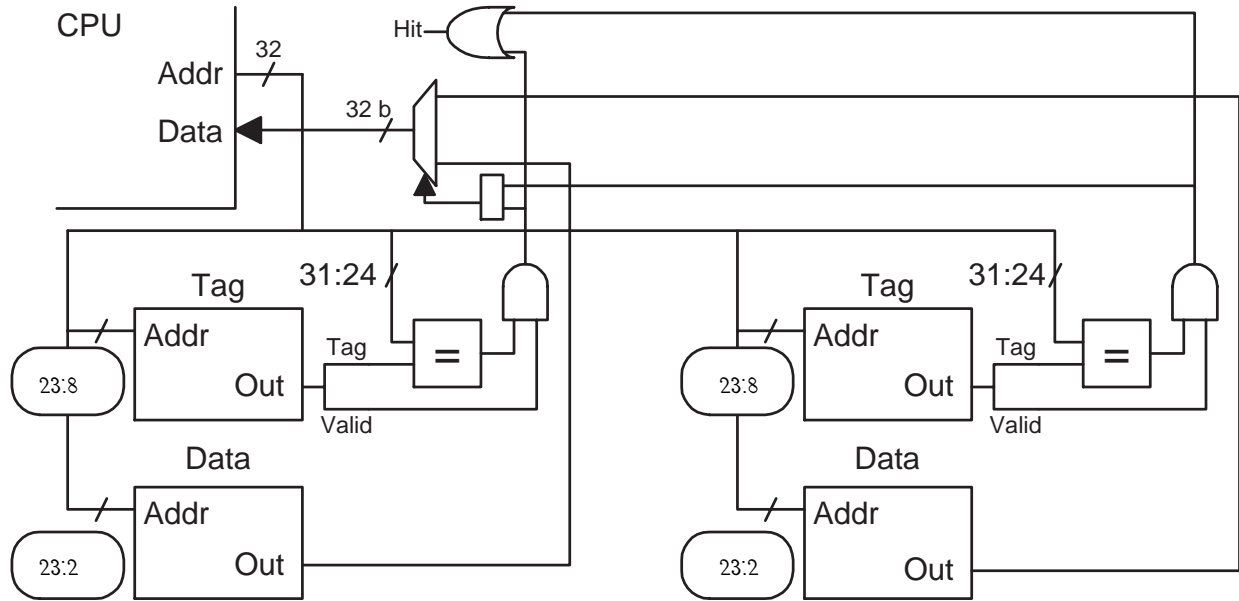 CPU
Hit
32
Addr
32 b
Data
31:24
31:24
Tag
Tag
Addr
Tag
=
Addr
Tag
=
23:8
Out
23:8
Out
Valid
Valid
Data
Data
Addr
Addr
23:2
Out
23:2
Out